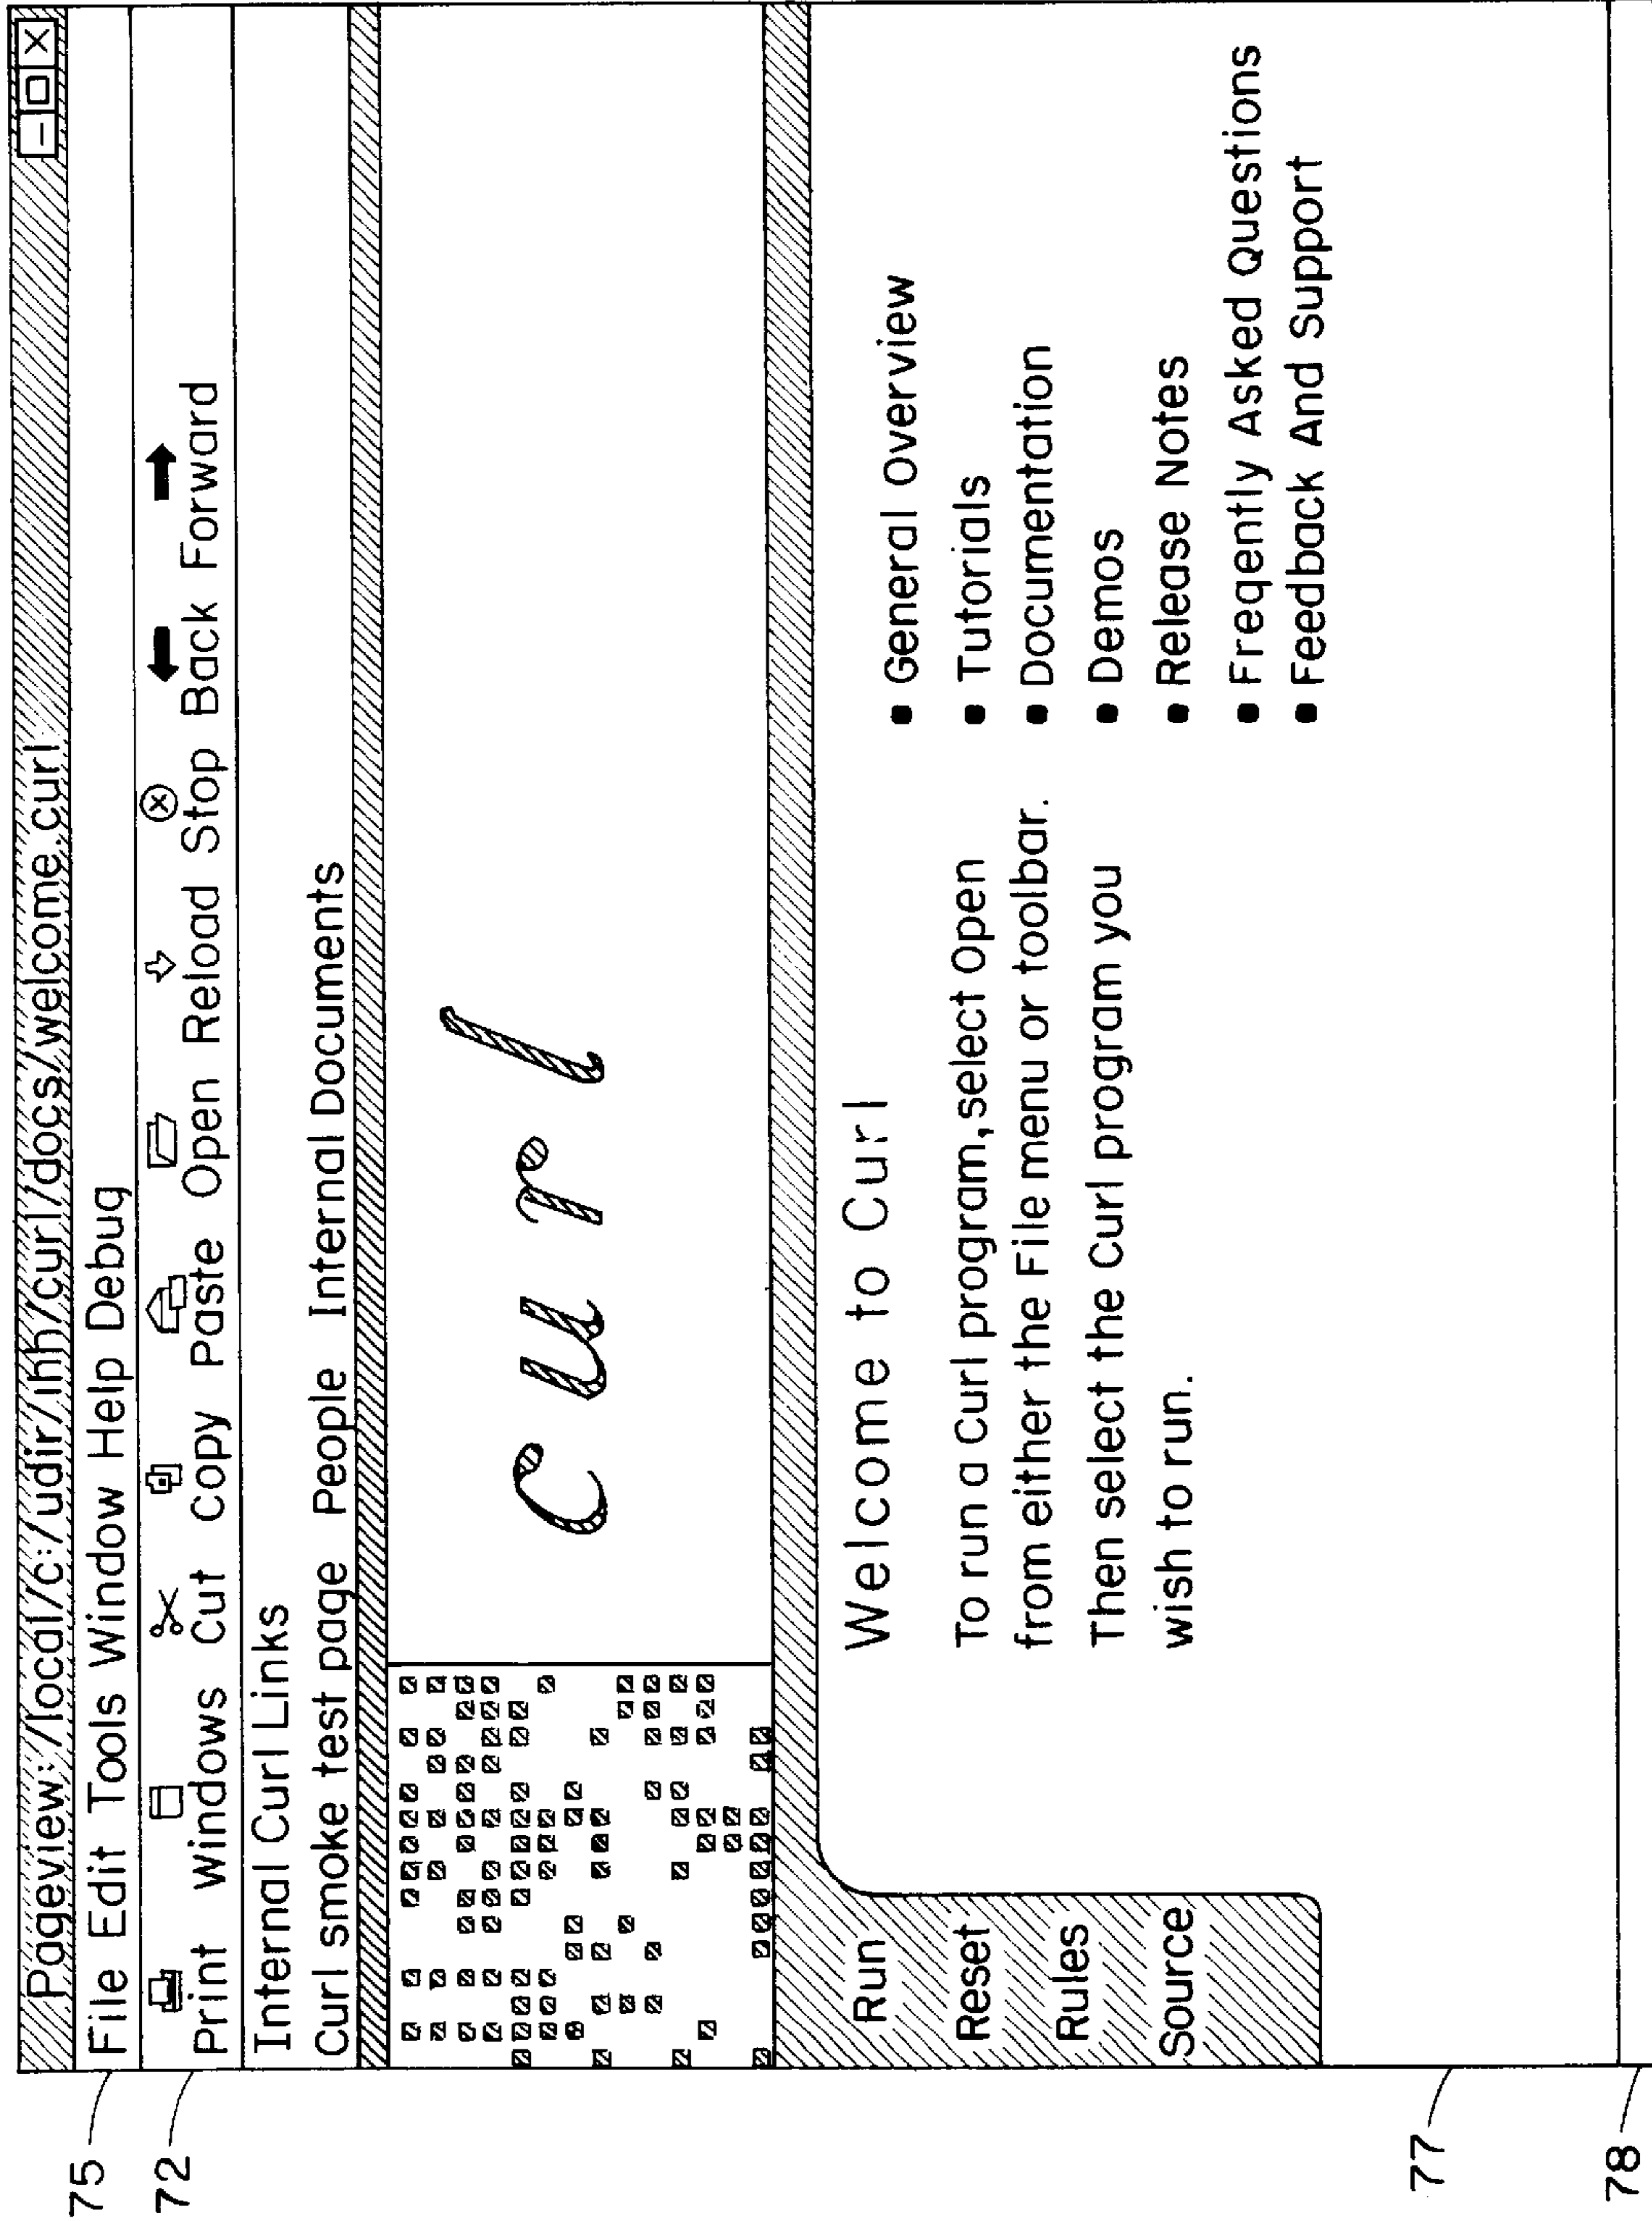 Pageview:/local/c:/udir/ihh/curl/docs/welcome.curl
75
File Edit Tools Window Help Debug
72
Print Windows Cut Copy Paste Open Reload Stop Back Forward
Internal Curl Links
Curl smoke test page People Internal Documents
Curl
Run
Reset
Rules
Source
Welcome to Curl
To run a Curl program, select Open
from either the File menu or toolbar.
Then select the Curl program you
wish to run.
• General Overview
• Tutorials
• Documentation
• Demos
• Release Notes
• Freqently Asked Questions
• Feedback And Support
77
78